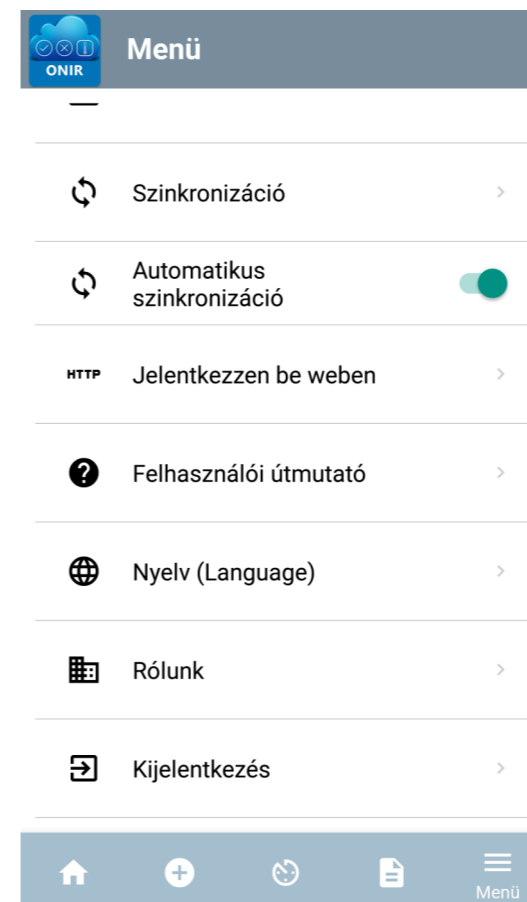 ONIR
Menü
Szinkronizáció
Automatikus
szinkronizáció
HTTP
Jelentkezzen be weben
Felhasználói útmutató
Nyelv (Language)
Rólunk
Kijelentkezés
Menü